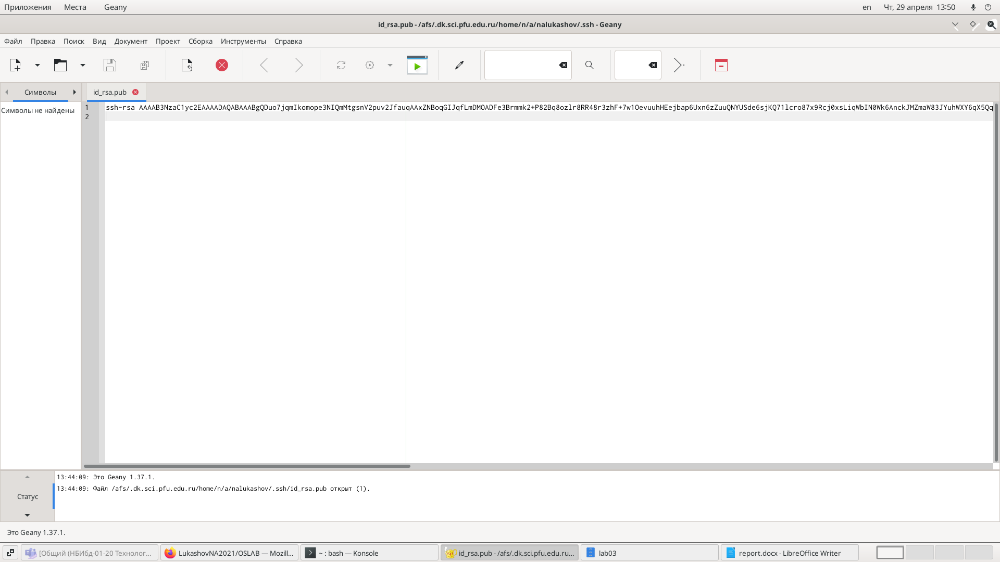 Приложения Места Geany en Чт, 29 апреля 13:50
id_rsa.pub - /afs/.dk.sci.pfu.edu.ru/home/n/a/nalukashov/.ssh - Geany
Файл Правка Поиск Вид Документ Проект Сборка Инструменты Справка
Символы id_rsa.pub
Символы не найдены
1 ssh-rsa AAAAB3NzaC1yc2EAAAADAQABAAABgQDuo7jqmIkomope3NIQmMtgsnV2puv2JfauqAAxZNBoqGIJqfLmDMOADFe3Brmmk2+P82Bq8ozlr8RR48r3zhF+7w1OevuuhHEejbap6Uxn6zZuuQNYUSde6sjKQ71lcro87x9Rcj0xsLiqWbIN0Wk6AnckJMZmaW83JYuhWXY6qX5Qq
2
13:44:09: Это Geany 1.37.1.
13:44:09: Файл /afs/.dk.sci.pfu.edu.ru/home/n/a/nalukashov/.ssh/id_rsa.pub открыт (1).
Статус
Это Geany 1.37.1.
[Общий (НБИбд-01-20 Технолог... LukashovNA2021/OSLAB — Mozill... ~ : bash — Konsole id_rsa.pub - /afs/.dk.sci.pfu.edu.ru... lab03 report.docx - LibreOffice Writer